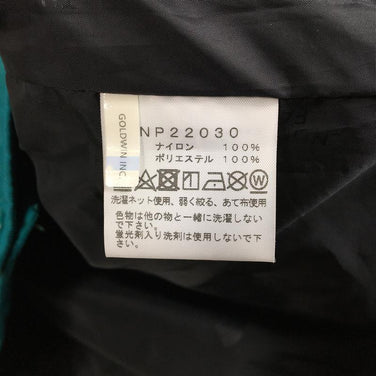 GOLDWIN INC.
NP22030
ナイロン 100%
ポリエステル 100%
洗濯ネット使用、弱く絞る、あて布使用
色物は他の物と一緒に洗濯しない
で下さい。
蛍光剤入り洗剤は使用しないで下
さい。